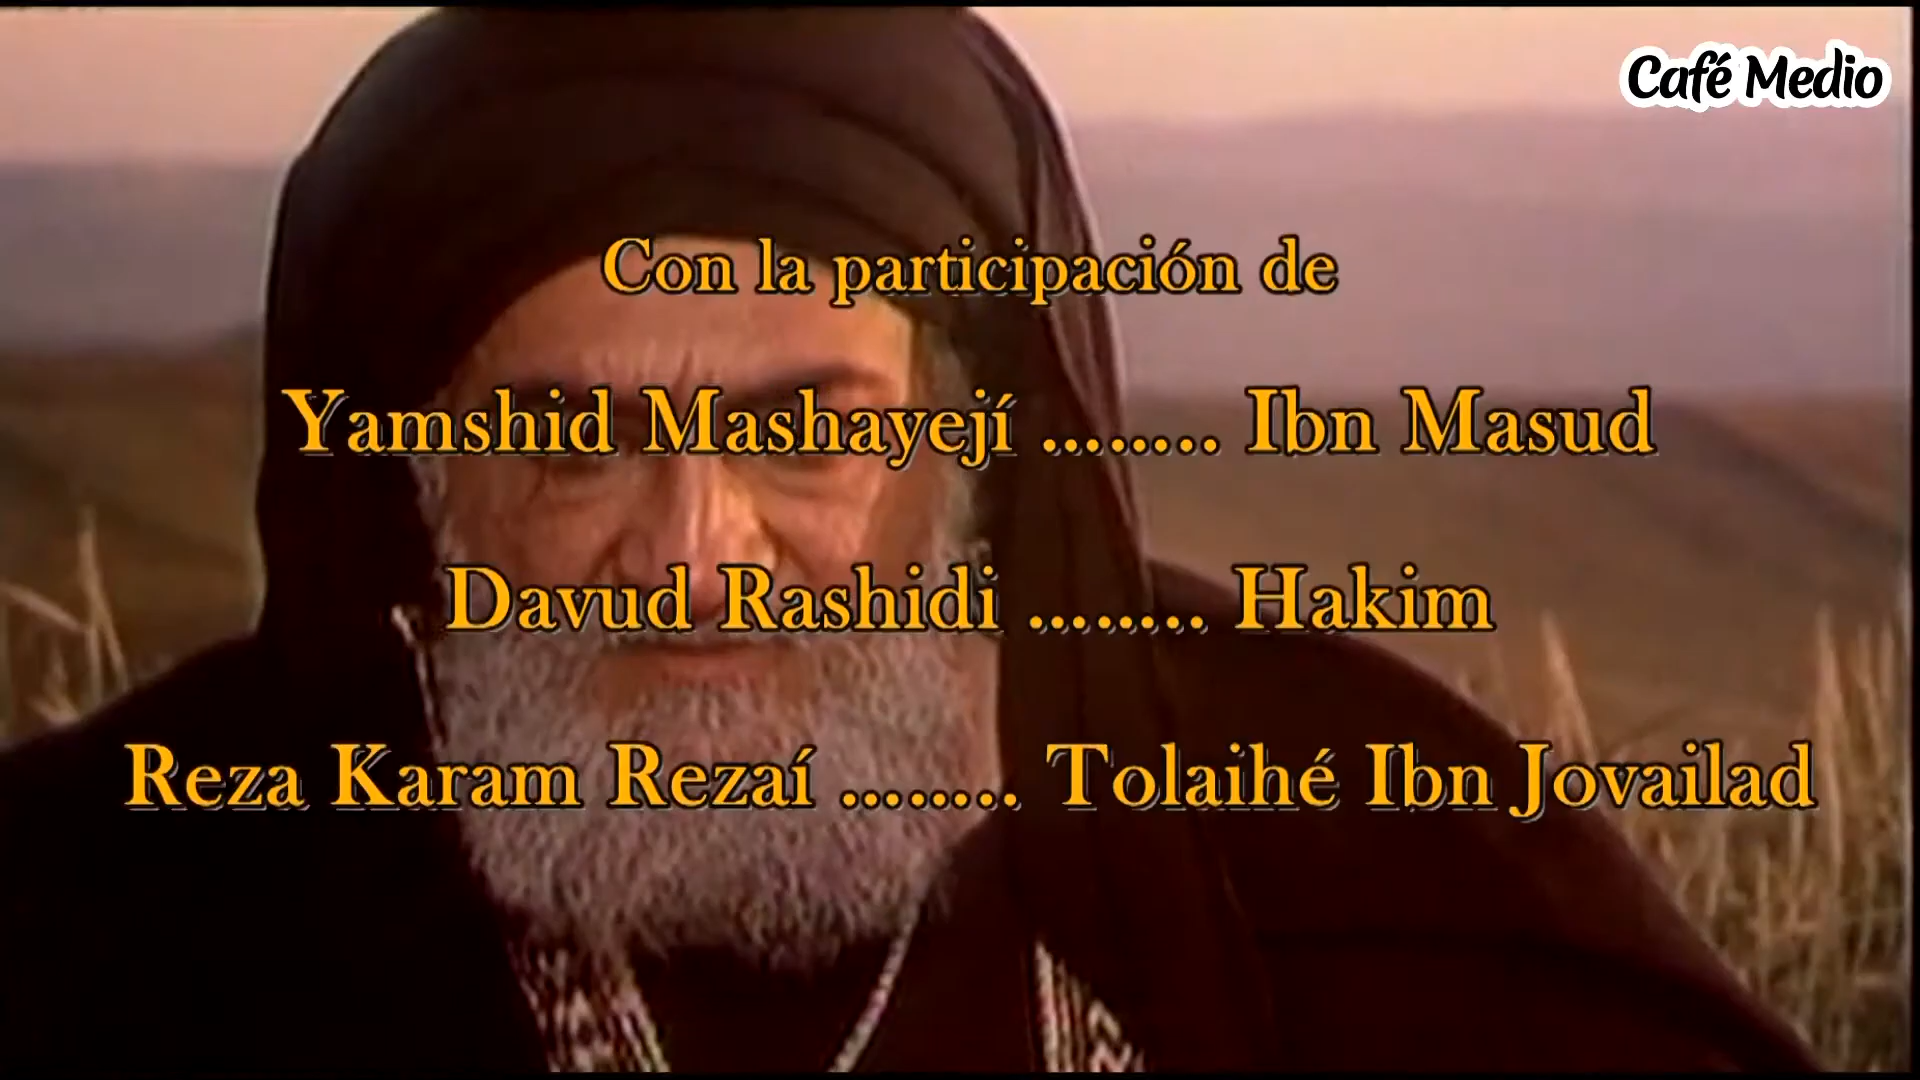 Café Medio
Con la participación de
Yamshid Mashayejí ........ Ibn Masud
Davud Rashidi ........ Hakim
Reza Karam Rezaí ........ Tolaihé Ibn Jovailad